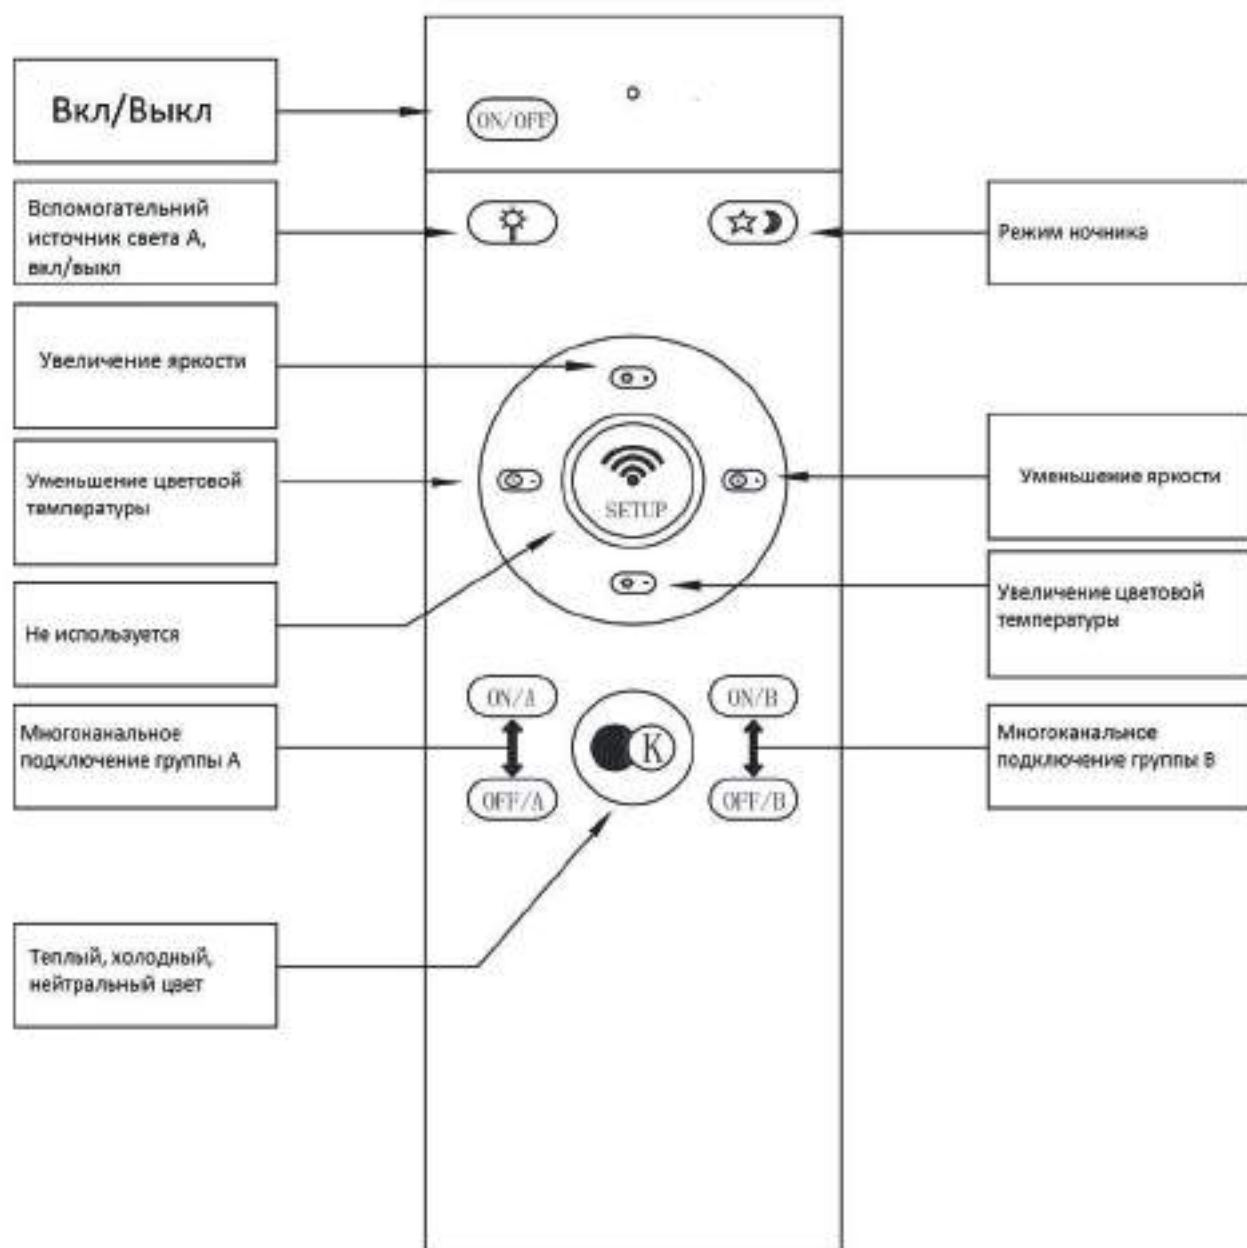 Вкл/Выкл
ON/OFF
Вспомогательний
источник света А,
вкл/выкл
Режим ночника
Увеличение яркости
Уменьшение цветовой
температуры
SETUP
Уменьшение яркости
Не используется
Увеличение цветовой
температуры
Многоканальное
подключение группы А
ON/A
OFF/A
K
ON/B
OFF/B
Многоканальное
подключение группы В
Теплый, холодный,
нейтральный цвет